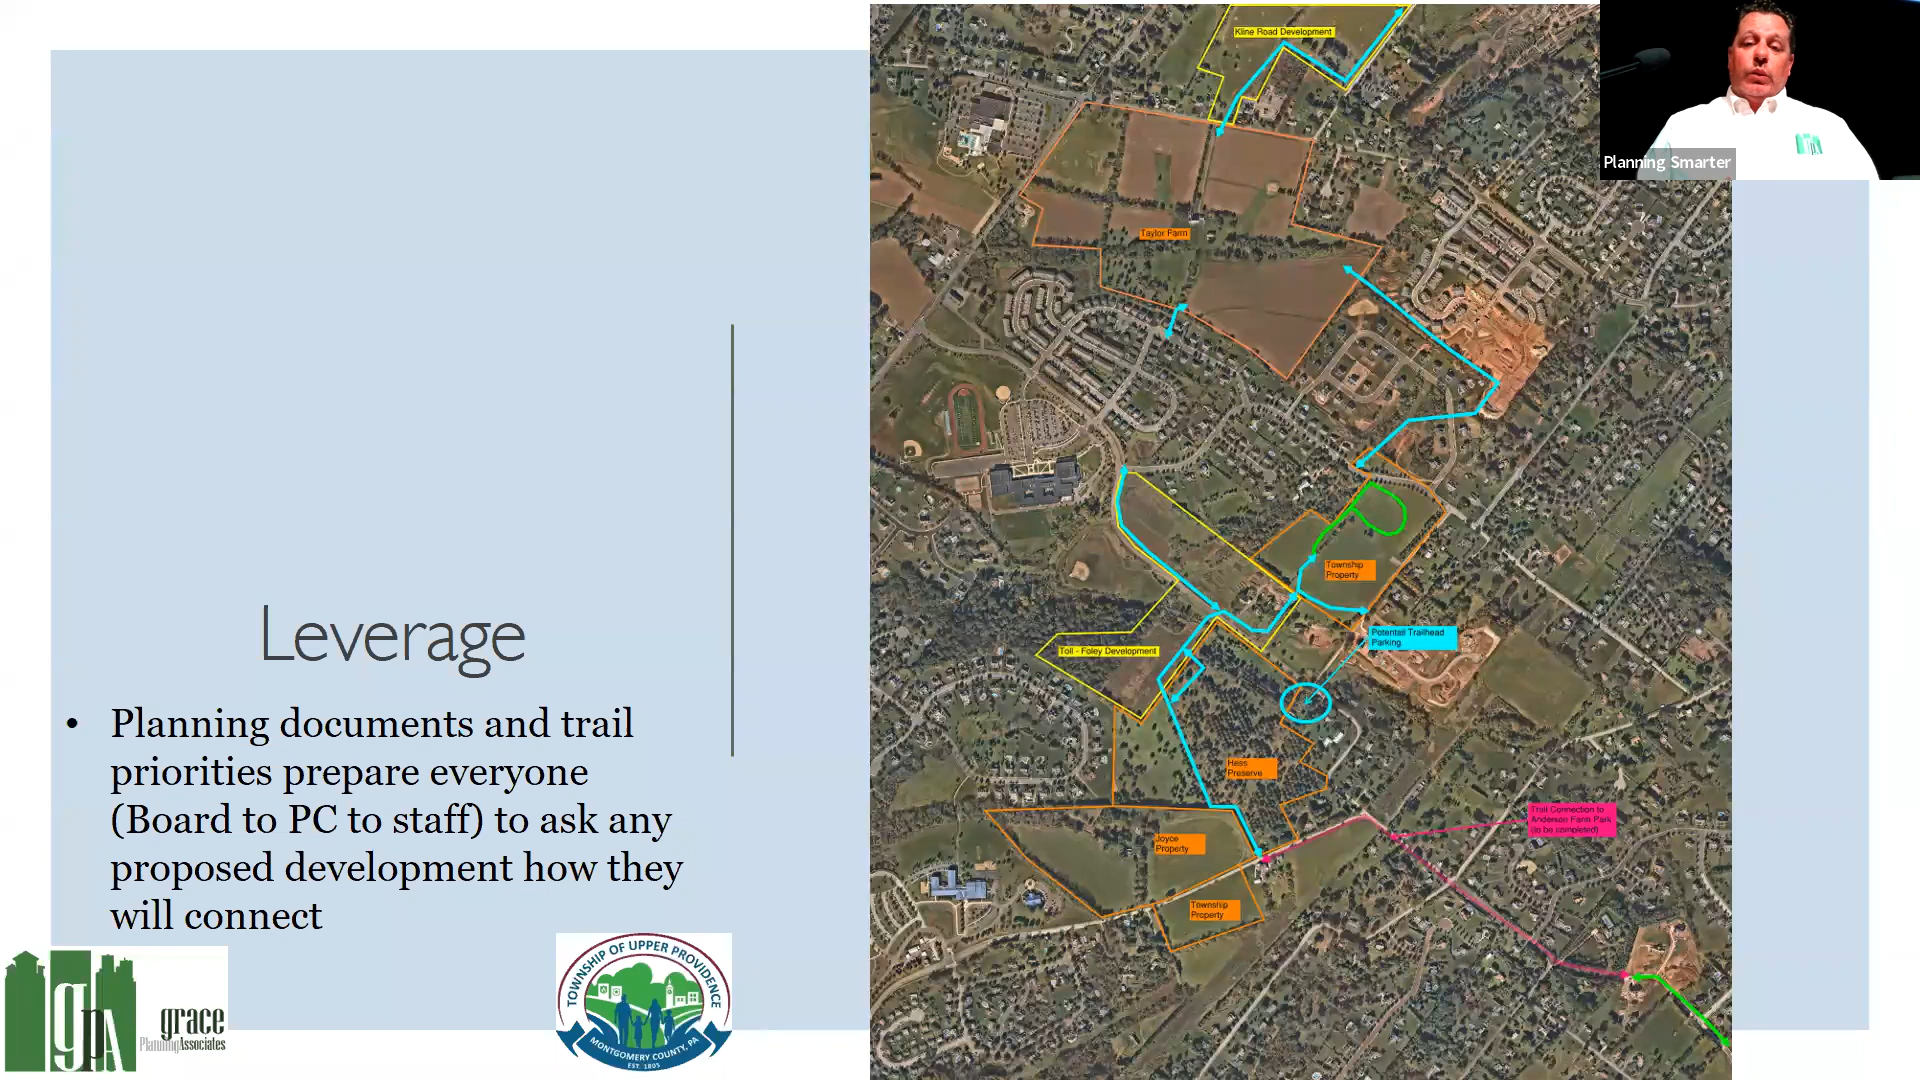 Kline Road Development
Planning Smarter
Taylor Farm
Township
Property
Leverage
Potentail Trailhead
Parking
Toll - Foley Development
• Planning documents and trail
priorities prepare everyone
(Board to PC to staff) to ask any
proposed development how they
will connect
Hess
Preserve
Trail Connection to
Anderson Farm Park
(to be completed)
Joyce
Property
Township
Property
gpA
grace
PlanningAssociates
TOWNSHIP OF UPPER PROVIDENCE
MONTGOMERY COUNTY, PA
EST. 1805